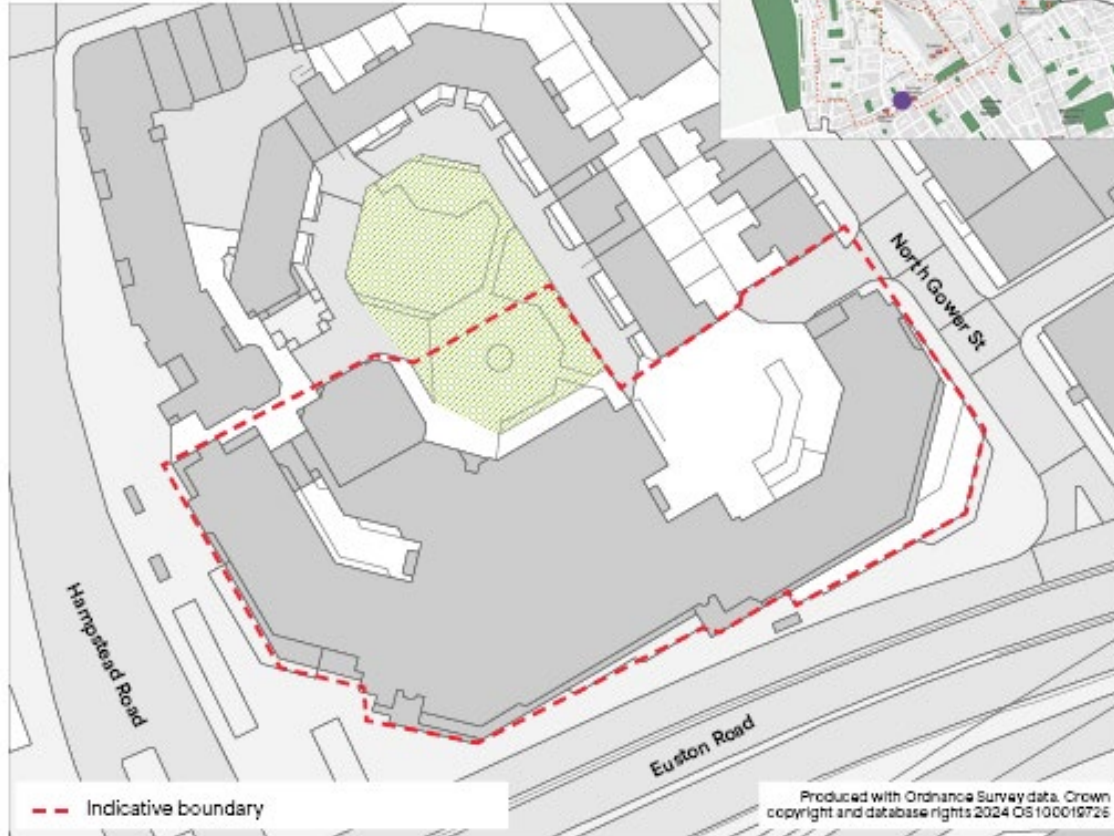 North Gower St
Hampstead Road
Euston Road
Indicative boundary
Produced with Ordnance Survey data. Crown
copyright and database rights 2024 OS100019726